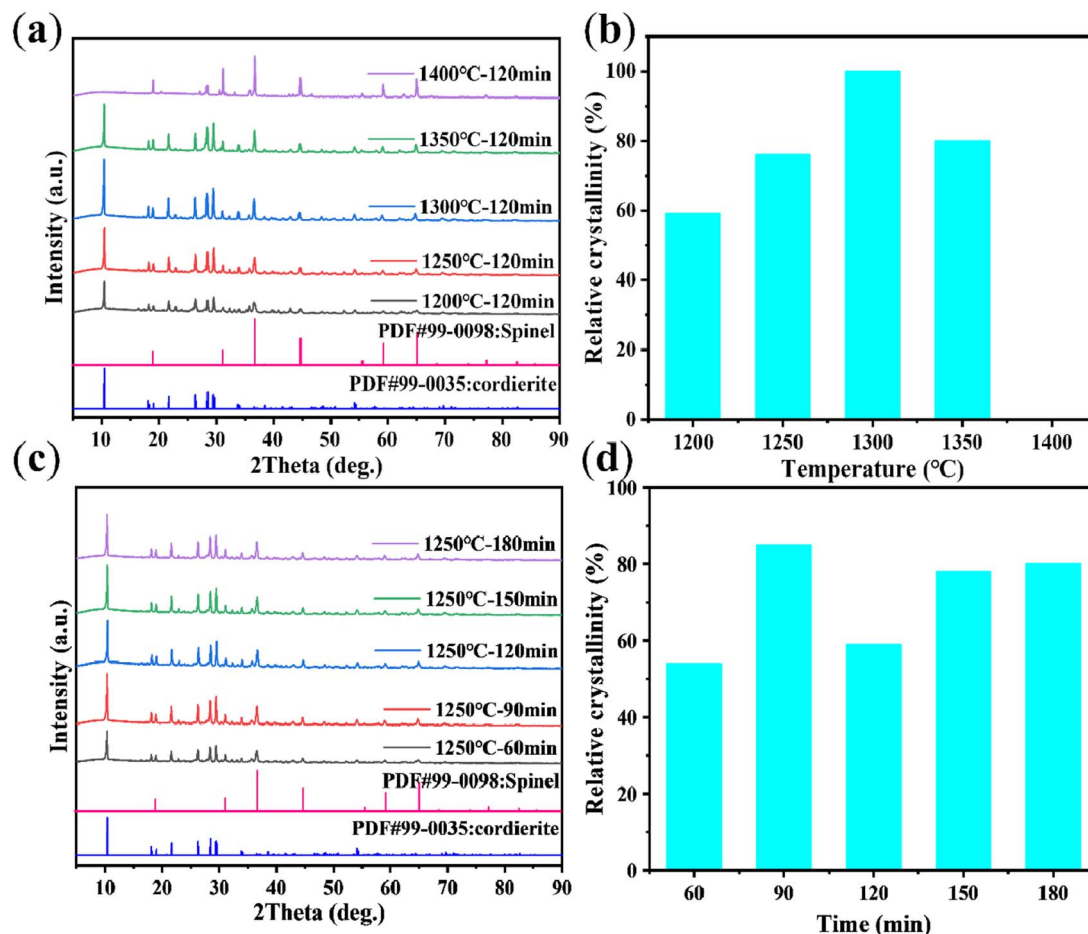 (a)
1400℃-120min
1350℃-120min
1300℃-120min
1250℃-120min
1200℃-120min
PDF#99-0098:Spinel
PDF#99-0035:cordierite
Intensity (a.u.)
10 20 30 40 50 60 70 80 90
2Theta (deg.)
(b)
Relative crystallinity (%)
100
80
60
40
20
0
1200 1250 1300 1350 1400
Temperature (℃)
(c)
1250℃-180min
1250℃-150min
1250℃-120min
1250℃-90min
1250℃-60min
PDF#99-0098:Spinel
PDF#99-0035:cordierite
Intensity (a.u.)
10 20 30 40 50 60 70 80 90
2Theta (deg.)
(d)
Relative crystallinity (%)
100
80
60
40
20
0
60 90 120 150 180
Time (min)